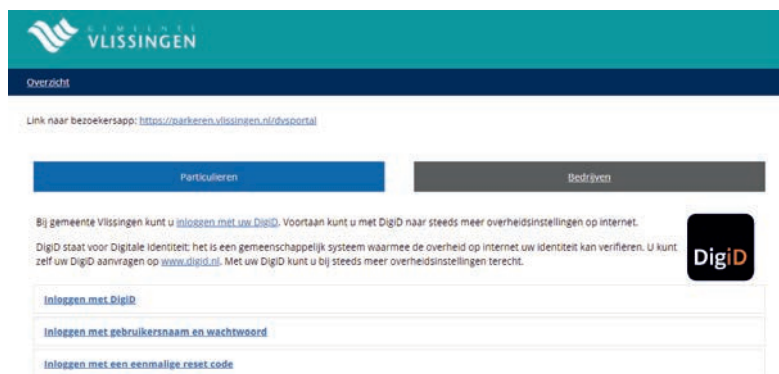 GEMEENTE
VLISSINGEN
Overzicht
Link naar bezoekersapp: https://parkeren.vlissingen.nl/dvsportal
Particulieren
Bedrijven
Bij gemeente Vlissingen kunt u inloggen met uw DigiD. Voortaan kunt u met DigiD naar steeds meer overheidsinstellingen op internet.
DigiD staat voor Digitale identiteit; het is een gemeenschappelijk systeem waarmee de overheid op internet uw identiteit kan verifiëren. U kunt
zelf uw DigiD aanvragen op www.digid.nl. Met uw DigiD kunt u bij steeds meer overheidsinstellingen terecht.
DigiD
Inloggen met DigiD
Inloggen met gebruikersnaam en wachtwoord
Inloggen met een eenmalige reset code